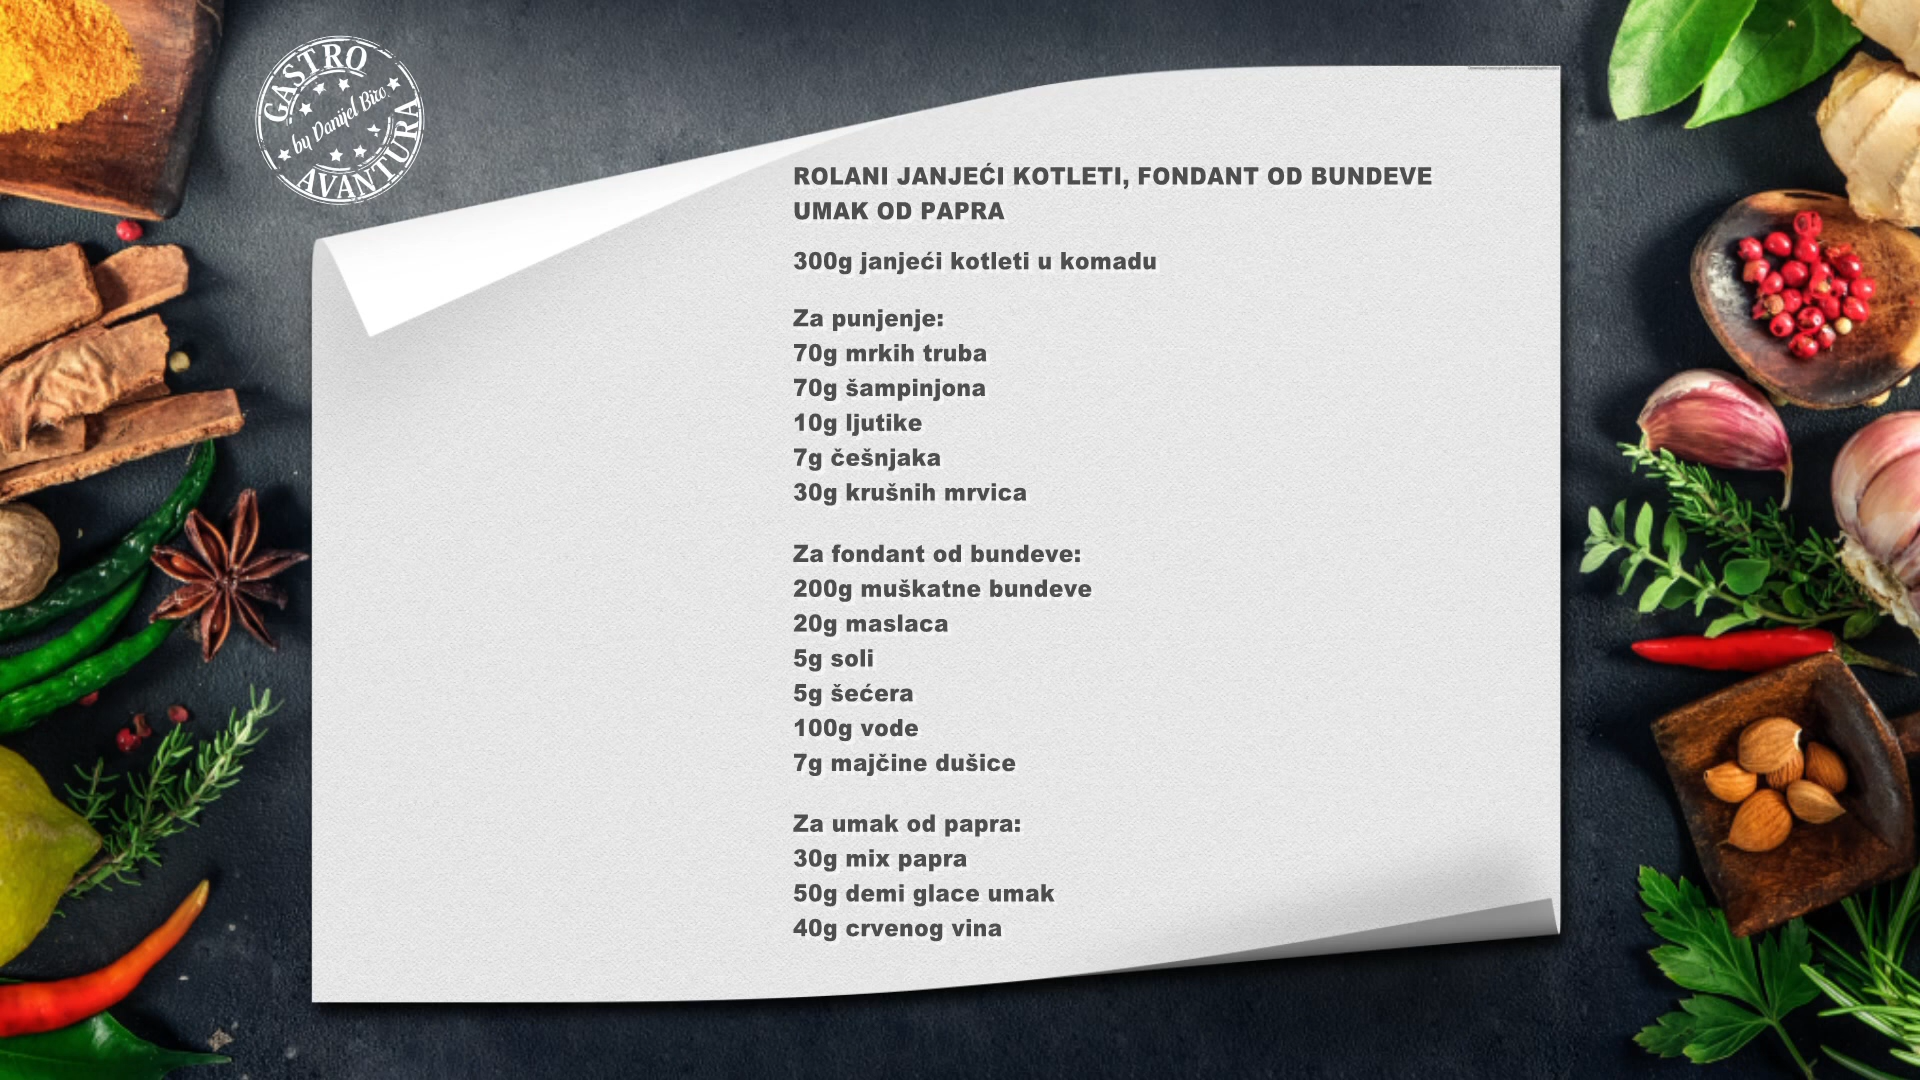 GASTRO
by Danijel Biro
AVANTURA
ROLANI JANJEĆI KOTLETI, FONDANT OD BUNDEVE
UMAK OD PAPRA
300g janjeći kotleti u komadu
Za punjenje:
70g mrkih truba
70g šampinjona
10g ljutike
7g češnjaka
30g krušnih mrvica
Za fondant od bundeve:
200g muškatne bundeve
20g maslaca
5g soli
5g šećera
100g vode
7g majčine dušice
Za umak od papra:
30g mix papra
50g demi glace umak
40g crvenog vina